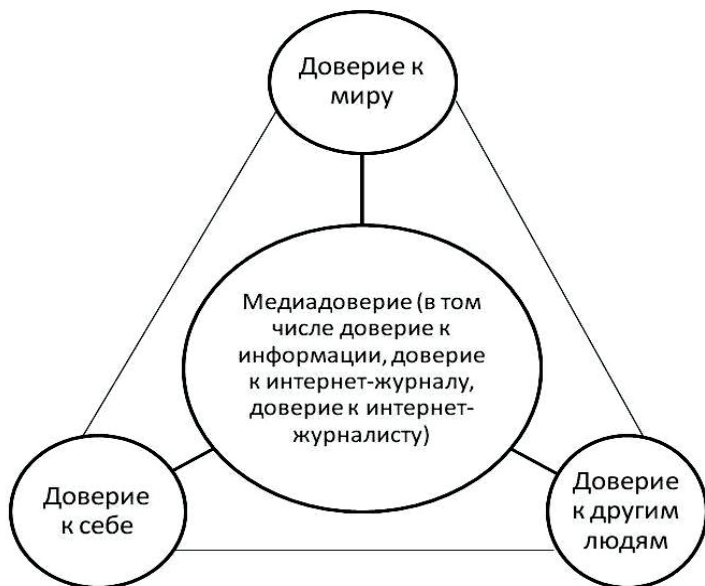 Доверие к
миру
Медиадоверие (в том
числе доверие к
информации, доверие
к интернет-журналу,
доверие к интернет-
журналисту)
Доверие
к себе
Доверие
к другим
людям